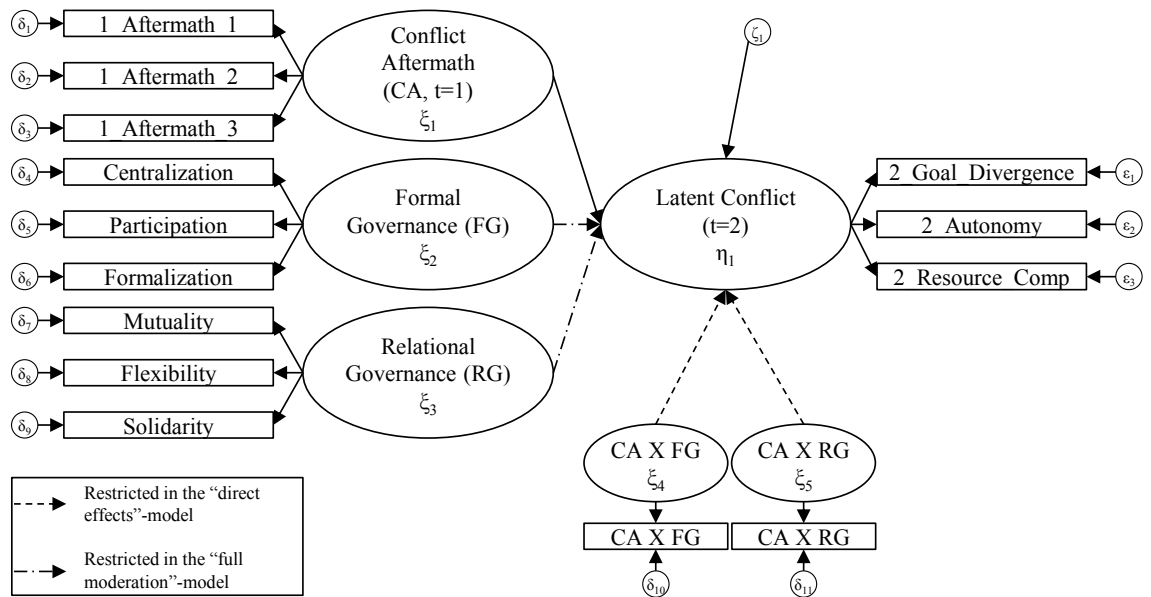 δ1
1_Aftermath_1
δ2
1_Aftermath_2
δ3
1_Aftermath_3
Conflict
Aftermath
(CA, t=1)
ξ1
δ4
Centralization
δ5
Participation
δ6
Formalization
Formal
Governance (FG)
ξ2
δ7
Mutuality
δ8
Flexibility
δ9
Solidarity
Relational
Governance (RG)
ξ3
ζ1
Latent Conflict
(t=2)
η1
2_Goal_Divergence
ε1
2_Autonomy
ε2
2_Resource_Comp
ε3
CA X FG
ξ4
CA X RG
ξ5
CA X FG
CA X RG
δ10
δ11
Restricted in the “direct
effects”-model
Restricted in the “full
moderation”-model